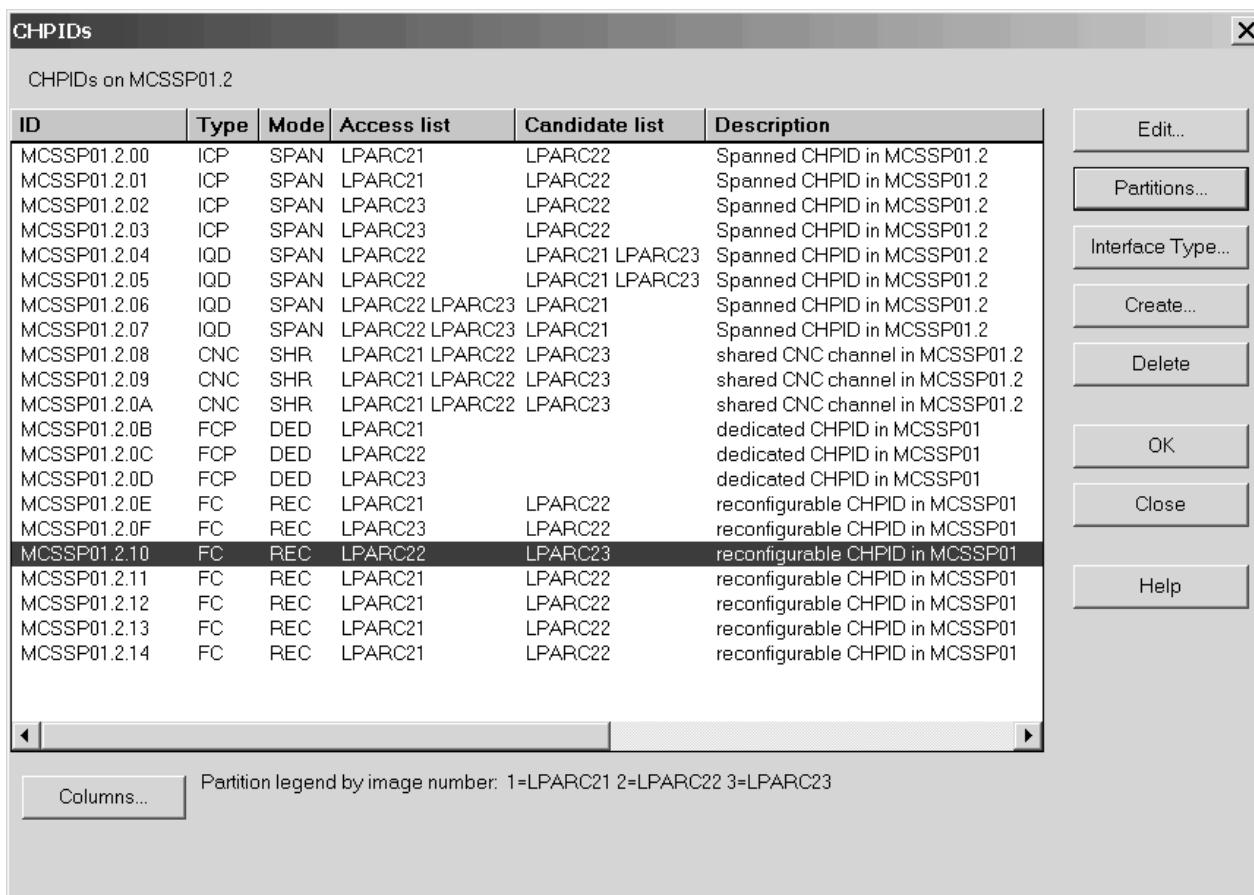 CHPIDs
CHPIDs on MCSSP01.2
ID Type Mode Access list Candidate list Description
MCSSP01.2.00 ICP SPAN LPARC21 LPARC22 Spanned CHPID in MCSSP01.2
MCSSP01.2.01 ICP SPAN LPARC21 LPARC22 Spanned CHPID in MCSSP01.2
MCSSP01.2.02 ICP SPAN LPARC23 LPARC22 Spanned CHPID in MCSSP01.2
MCSSP01.2.03 ICP SPAN LPARC23 LPARC22 Spanned CHPID in MCSSP01.2
MCSSP01.2.04 IQD SPAN LPARC22 LPARC21 LPARC23 Spanned CHPID in MCSSP01.2
MCSSP01.2.05 IQD SPAN LPARC22 LPARC21 LPARC23 Spanned CHPID in MCSSP01.2
MCSSP01.2.06 IQD SPAN LPARC22 LPARC23 LPARC21 Spanned CHPID in MCSSP01.2
MCSSP01.2.07 IQD SPAN LPARC22 LPARC23 LPARC21 Spanned CHPID in MCSSP01.2
MCSSP01.2.08 CNC SHR LPARC21 LPARC22 LPARC23 shared CNC channel in MCSSP01.2
MCSSP01.2.09 CNC SHR LPARC21 LPARC22 LPARC23 shared CNC channel in MCSSP01.2
MCSSP01.2.0A CNC SHR LPARC21 LPARC22 LPARC23 shared CNC channel in MCSSP01.2
MCSSP01.2.0B FCP DED LPARC21 dedicated CHPID in MCSSP01
MCSSP01.2.0C FCP DED LPARC22 dedicated CHPID in MCSSP01
MCSSP01.2.0D FCP DED LPARC23 dedicated CHPID in MCSSP01
MCSSP01.2.0E FC REC LPARC21 LPARC22 reconfigurable CHPID in MCSSP01
MCSSP01.2.0F FC REC LPARC23 LPARC22 reconfigurable CHPID in MCSSP01
MCSSP01.2.10 FC REC LPARC22 LPARC23 reconfigurable CHPID in MCSSP01
MCSSP01.2.11 FC REC LPARC21 LPARC22 reconfigurable CHPID in MCSSP01
MCSSP01.2.12 FC REC LPARC21 LPARC22 reconfigurable CHPID in MCSSP01
MCSSP01.2.13 FC REC LPARC21 LPARC22 reconfigurable CHPID in MCSSP01
MCSSP01.2.14 FC REC LPARC21 LPARC22 reconfigurable CHPID in MCSSP01
Edit...
Partitions...
Interface Type...
Create...
Delete
OK
Close
Help
Columns...
Partition legend by image number: 1=LPARC21 2=LPARC22 3=LPARC23